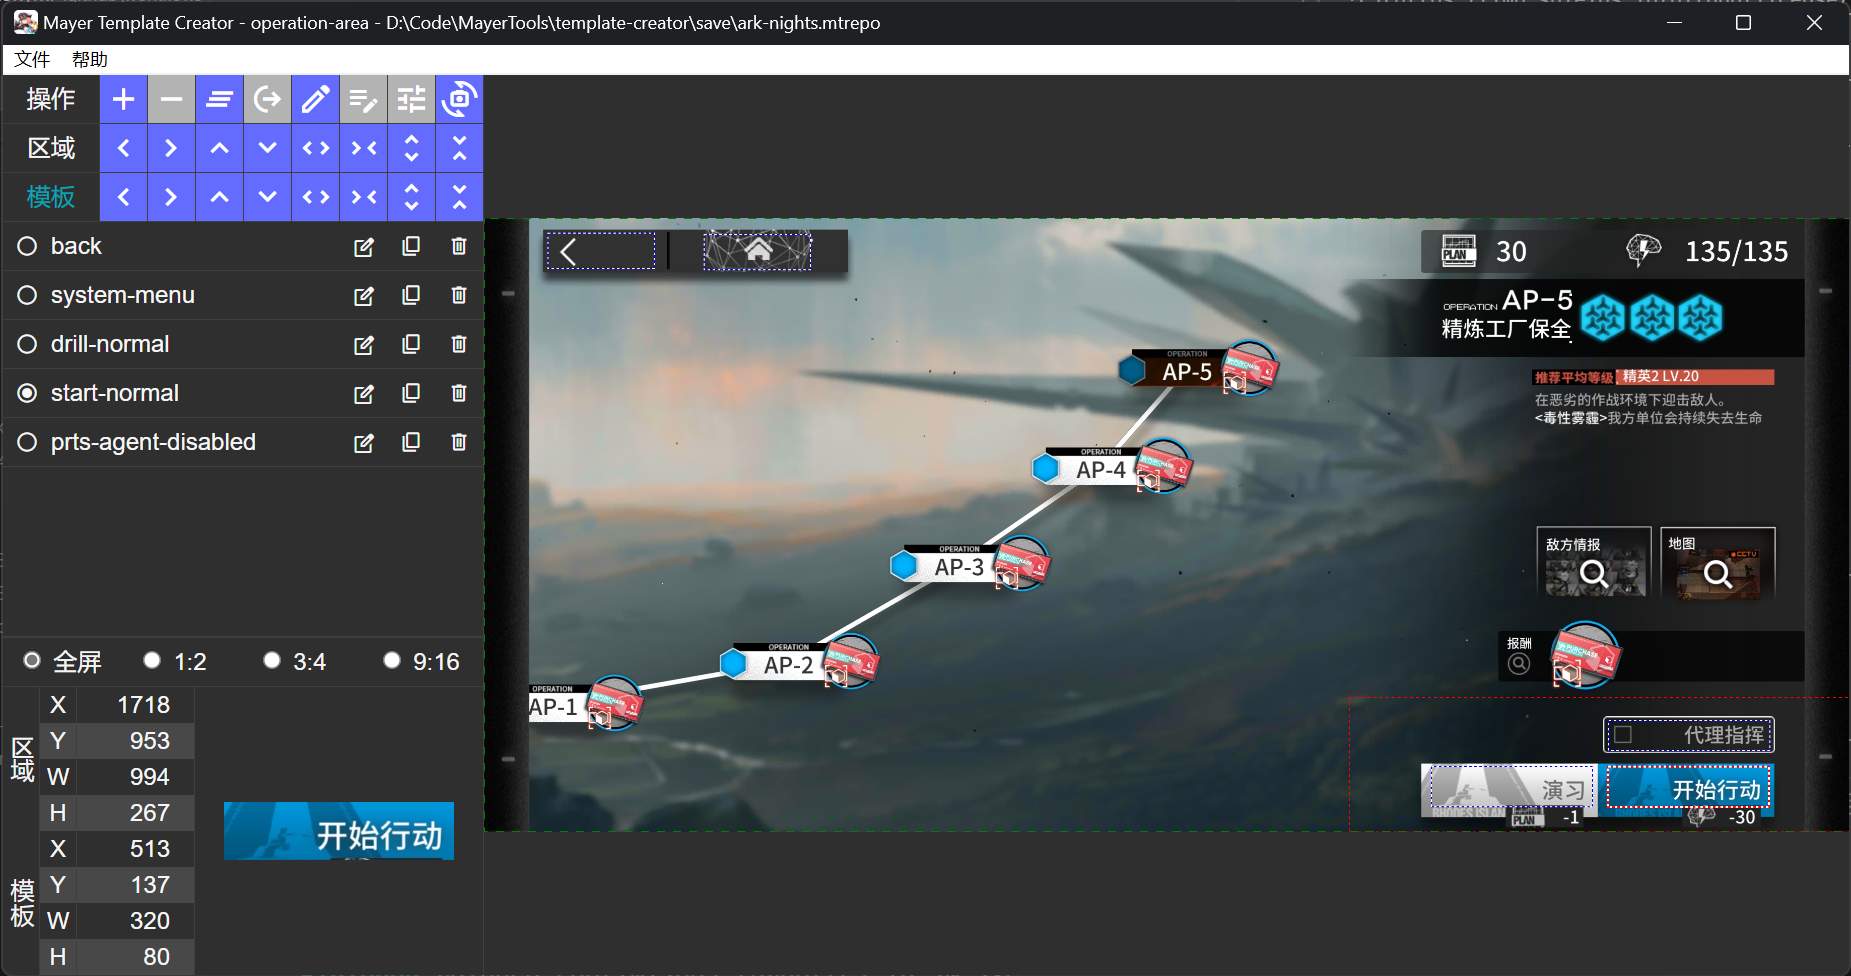 Mayer Template Creator - operation-area - D:\Code\MayerTools\template-creator\save\ark-nights.mtrepo
文件 帮助
操作
区域
模板
back
system-menu
drill-normal
start-normal
prts-agent-disabled
全屏 1:2 3:4 9:16
区域
X 1718
Y 953
W 994
H 267
模板
X 513
Y 137
W 320
H 80
开始行动
PLAN 30 135/135
OPERATION AP-5
精炼工厂保全
推荐平均等级 精英2 LV.20
在恶劣的作战环境下迎击敌人。
<毒性雾霾>我方单位会持续失去生命
OPERATION
AP-5
OPERATION
AP-4
OPERATION
AP-3
OPERATION
AP-2
OPERATION
AP-1
敌方情报 地图
CCTV
报酬
PURCHASE
代理指挥
演习 开始行动
PLAN -1 -30